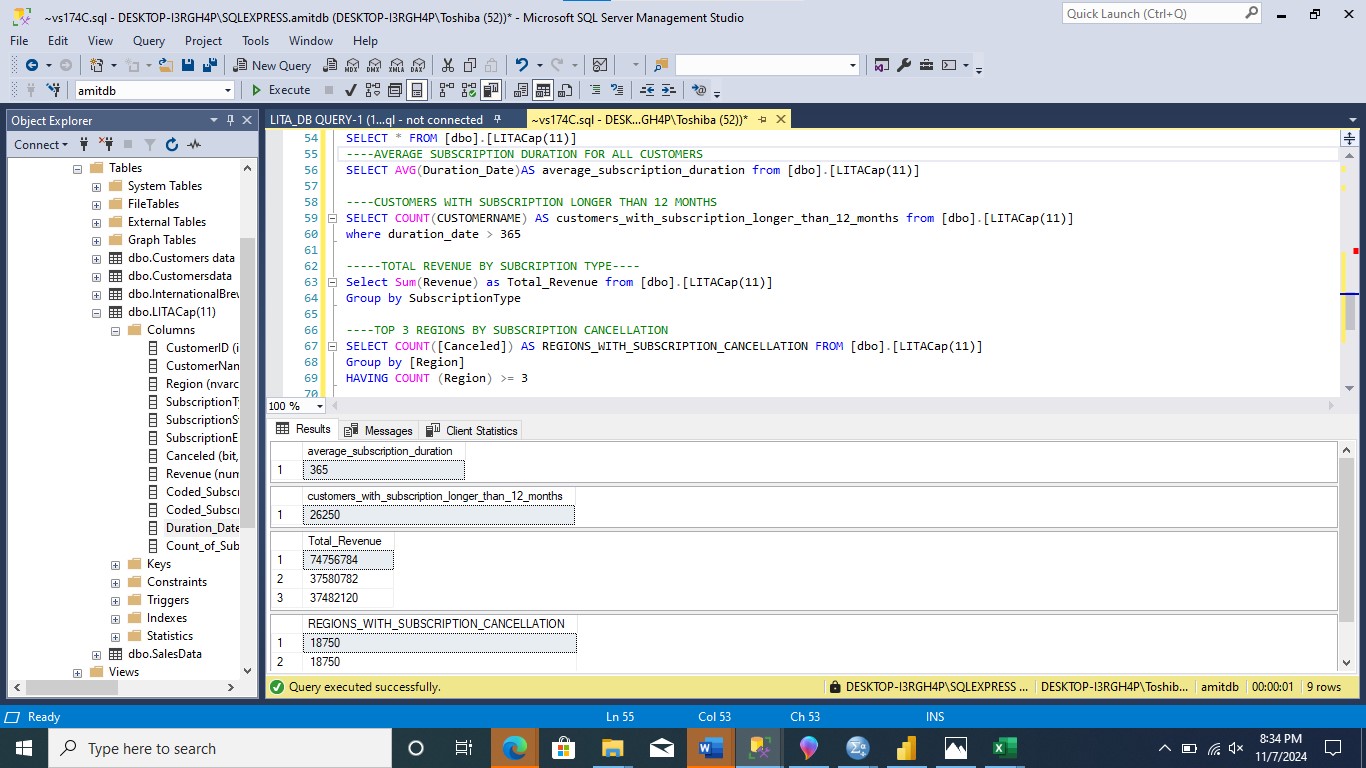 ~vs174C.sql - DESKTOP-I3RGH4P\SQLEXPRESS.amitdb (DESKTOP-I3RGH4P\Toshiba (52))* - Microsoft SQL Server Management Studio
Quick Launch (Ctrl+Q)
File Edit View Query Project Tools Window Help
New Query MDX DMX XMLA DAX
amitdb Execute
Object Explorer
LITA_DB QUERY-1 (1...ql - not connected
~vs174C.sql - DESK...GH4P\Toshiba (52))*
Connect
Tables
System Tables
FileTables
External Tables
Graph Tables
dbo.Customers data
dbo.Customersdata
dbo.InternationalBre
dbo.LITACap(11)
Columns
CustomerID (i
CustomerNan
Region (nvarc
SubscriptionTy
SubscriptionS
SubscriptionE
Canceled (bit,
Revenue (num
Coded_Subscr
Coded_Subsc
Duration_Date
Count_of_Sub
Keys
Constraints
Triggers
Indexes
Statistics
dbo.SalesData
Views
54 SELECT * FROM [dbo].[LITACap(11)]
55 ----AVERAGE SUBSCRIPTION DURATION FOR ALL CUSTOMERS
56 SELECT AVG(Duration_Date)AS average_subscription_duration from [dbo].[LITACap(11)]
57
58 ----CUSTOMERS WITH SUBSCRIPTION LONGER THAN 12 MONTHS
59 SELECT COUNT(CUSTOMERNAME) AS customers_with_subscription_longer_than_12_months from [dbo].[LITACap(11)]
60 where duration_date > 365
61
62 -----TOTAL REVENUE BY SUBCRIPTION TYPE----
63 Select Sum(Revenue) as Total_Revenue from [dbo].[LITACap(11)]
64 Group by SubscriptionType
65
66 ----TOP 3 REGIONS BY SUBSCRIPTION CANCELLATION
67 SELECT COUNT([Canceled]) AS REGIONS_WITH_SUBSCRIPTION_CANCELLATION FROM [dbo].[LITACap(11)]
68 Group by [Region]
69 HAVING COUNT (Region) >= 3
70
100 %
Results Messages Client Statistics
average_subscription_duration
1 365
customers_with_subscription_longer_than_12_months
1 26250
Total_Revenue
1 74756784
2 37580782
3 37482120
REGIONS_WITH_SUBSCRIPTION_CANCELLATION
1 18750
2 18750
Query executed successfully.
DESKTOP-I3RGH4P\SQLEXPRESS ... DESKTOP-I3RGH4P\Toshib... amitdb 00:00:01 9 rows
Ready Ln 55 Col 53 Ch 53 INS
Type here to search
8:34 PM
11/7/2024